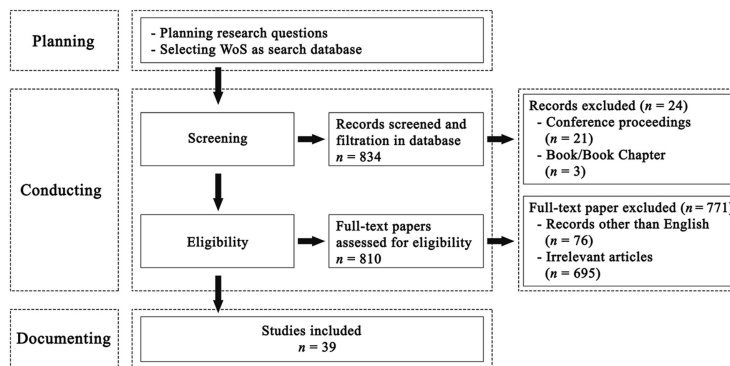 Planning
- Planning research questions
- Selecting WoS as search database
Conducting
Screening
Records screened and
filtration in database
n = 834
Records excluded (n = 24)
- Conference proceedings
(n = 21)
- Book/Book Chapter
(n = 3)
Eligibility
Full-text papers
assessed for eligibility
n = 810
Full-text paper excluded (n = 771)
- Records other than English
(n = 76)
- Irrelevant articles
(n = 695)
Documenting
Studies included
n = 39